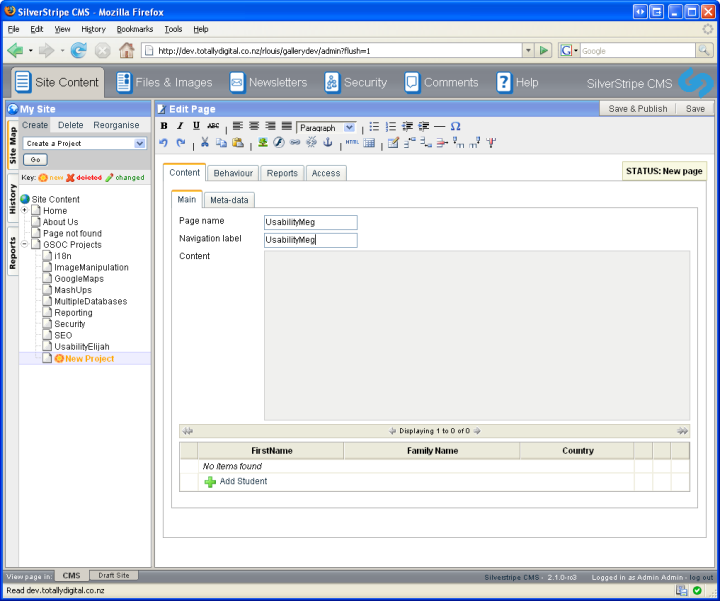 SilverStripe CMS - Mozilla Firefox
File Edit View History Bookmarks Tools Help
http://dev.totallydigital.co.nz/rlouis/gallerydev/admin?flush=1
G Google
Site Content Files & Images Newsletters Security Comments ? Help SilverStripe CMS
My Site Edit Page Save & Publish Save
Site Map
History
Reports
Create Delete Reorganise
Create a Project
Go
Key: new deleted changed
Site Content
Home
About Us
Page not found
GSOC Projects
i18n
ImageManipulation
GoogleMaps
MashUps
MultipleDatabases
Reporting
Security
SEO
UsabilityElijah
New Project
B I U ABC Paragraph Ω
HTML
Content Behaviour Reports Access STATUS: New page
Main Meta-data
Page name UsabilityMeg
Navigation label UsabilityMeg
Content
Displaying 1 to 0 of 0
FirstName Family Name Country
No items found
Add Student
View page in: CMS Draft Site Silverstripe CMS - 2.1.0-rc3 Logged in as Admin Admin - log out
Read dev.totallydigital.co.nz